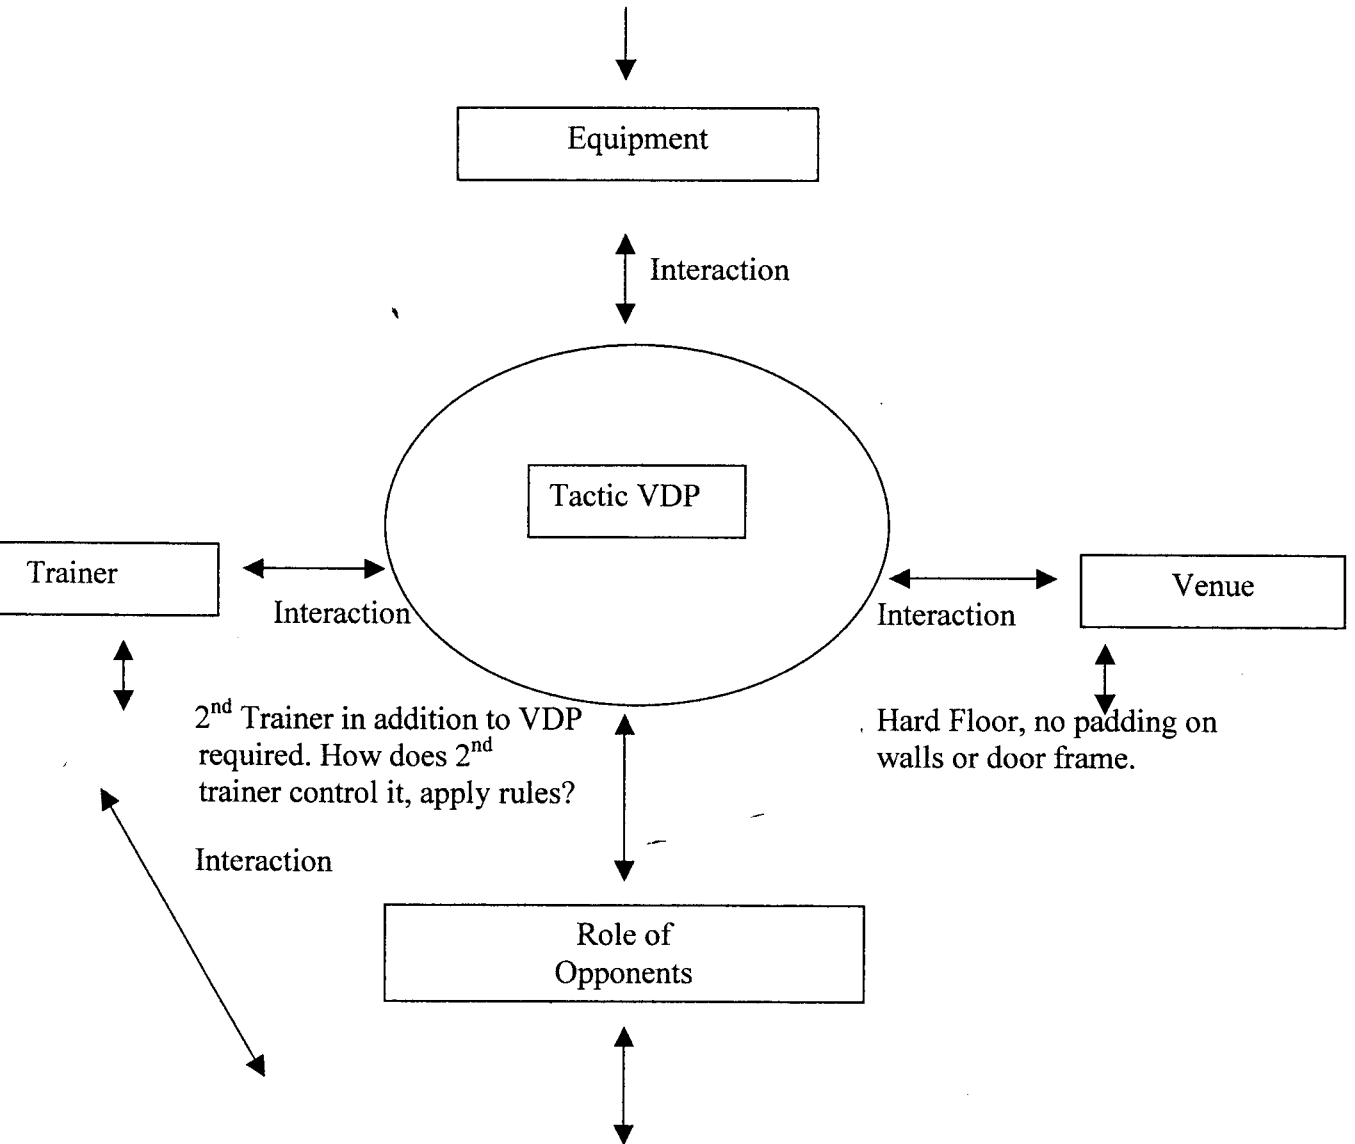 Equipment
Interaction
Tactic VDP
Trainer
Interaction
Interaction
Venue
2nd Trainer in addition to VDP
required. How does 2nd
trainer control it, apply rules?
Hard Floor, no padding on
walls or door frame.
Interaction
Role of
Opponents